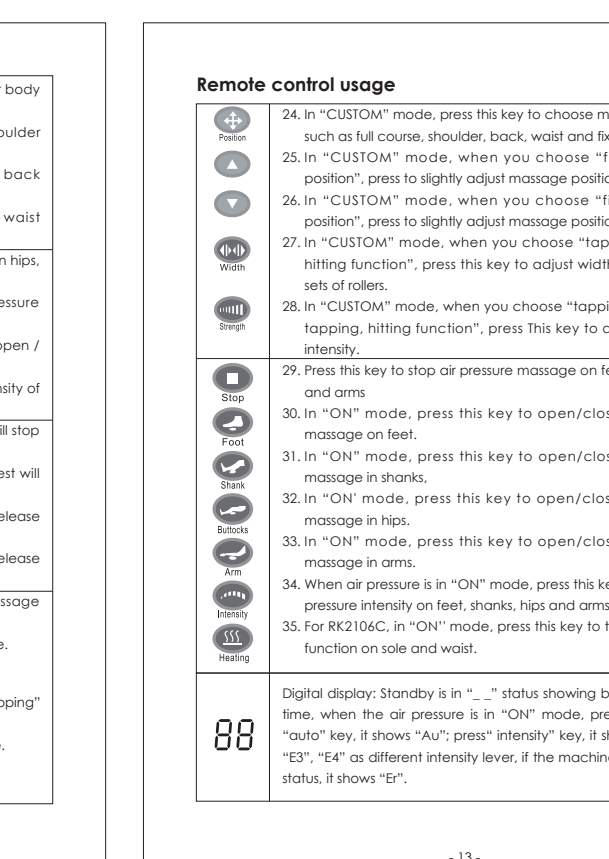 body
oulder
back
waist
n hips,
essure
open /
nsity of
ill stop
est will
elease
elease
ssage
e.
pping"
.
Remote control usage
Position
Width
Strength
24. In “CUSTOM” mode, press this key to choose m
such as full course, shoulder, back, waist and fix
25. In “CUSTOM” mode, when you choose “f
position”, press to slightly adjust massage positio
26. In “CUSTOM” mode, when you choose “fi
position”, press to slightly adjust massage positio
27. In “CUSTOM” mode, when you choose “tap
hitting function”, press this key to adjust width
sets of rollers.
28. In “CUSTOM” mode, when you choose “tappi
tapping, hitting function”, press This key to a
intensity.
Stop
Foot
Shank
Buttocks
Arm
Intensity
Heating
29. Press this key to stop air pressure massage on fe
and arms
30. In “ON” mode, press this key to open/clos
massage on feet.
31. In “ON” mode, press this key to open/clos
massage in shanks,
32. In “ON' mode, press this key to open/clos
massage in hips.
33. In “ON” mode, press this key to open/clos
massage in arms.
34. When air pressure is in “ON” mode, press this ke
pressure intensity on feet, shanks, hips and arms
35. For RK2106C, in “ON'' mode, press this key to t
function on sole and waist.
88
Digital display: Standby is in “_ _” status showing b
time, when the air pressure is in “ON” mode, pre
“auto” key, it shows “Au”; press“ intensity” key, it sh
“E3”, “E4” as different intensity lever, if the machine
status, it shows “Er”.
- 13 -